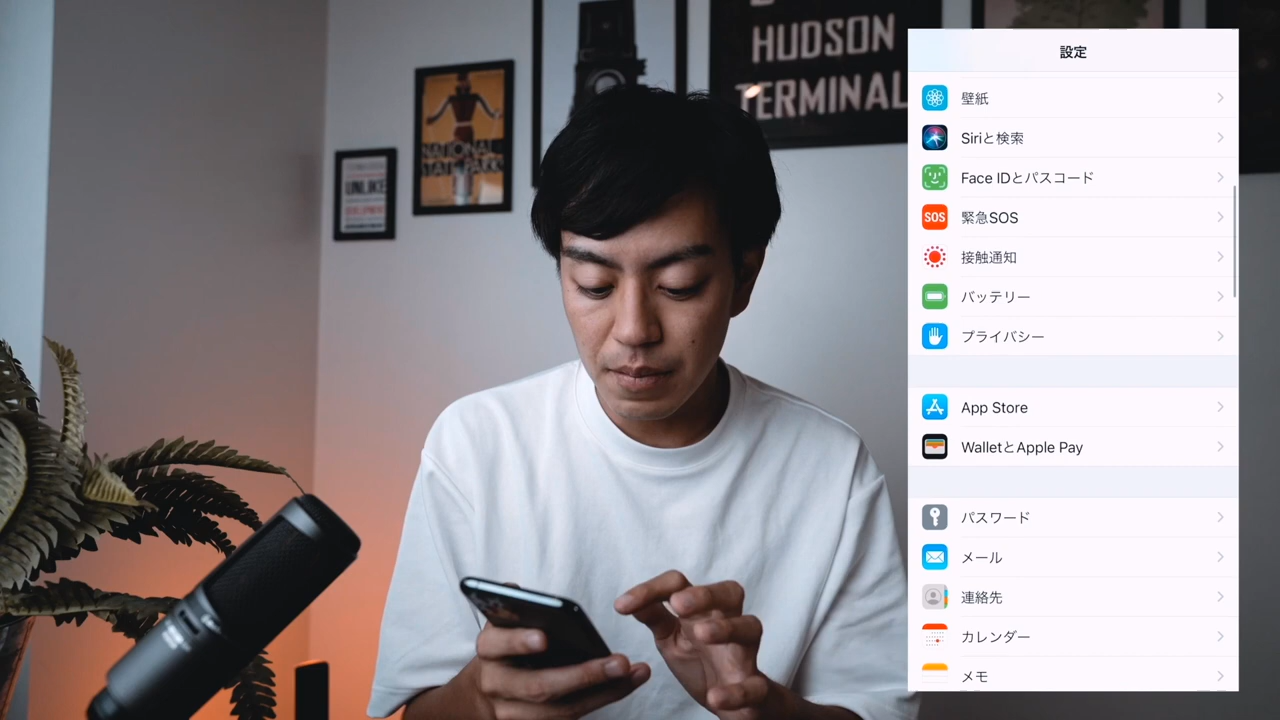 HUDSON
TERMINAL
NATIONAL
STATE PARK
UNLIKE
設定
壁紙
Siriと検索
Face IDとパスコード
SOS
緊急SOS
接触通知
バッテリー
プライバシー
App Store
WalletとApple Pay
パスワード
メール
連絡先
カレンダー
メモ